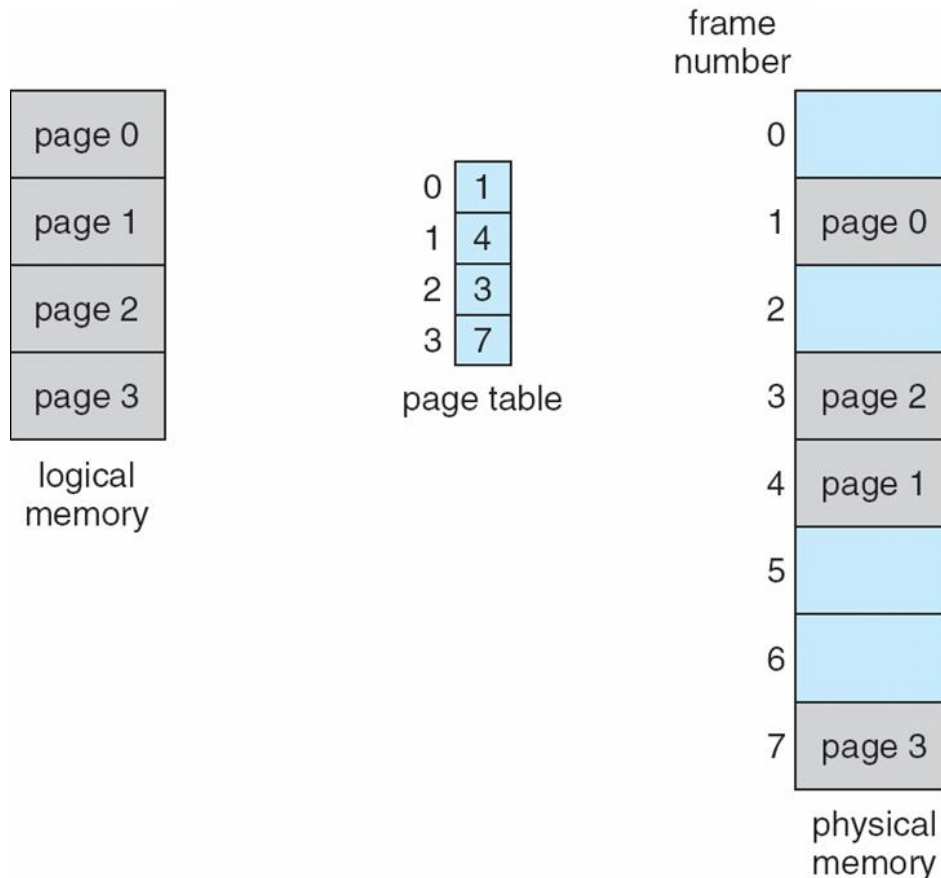 page 0
page 1
page 2
page 3
logical
memory
0 1
1 4
2 3
3 7
page table
frame
number
0
1 page 0
2
3 page 2
4 page 1
5
6
7 page 3
physical
memory